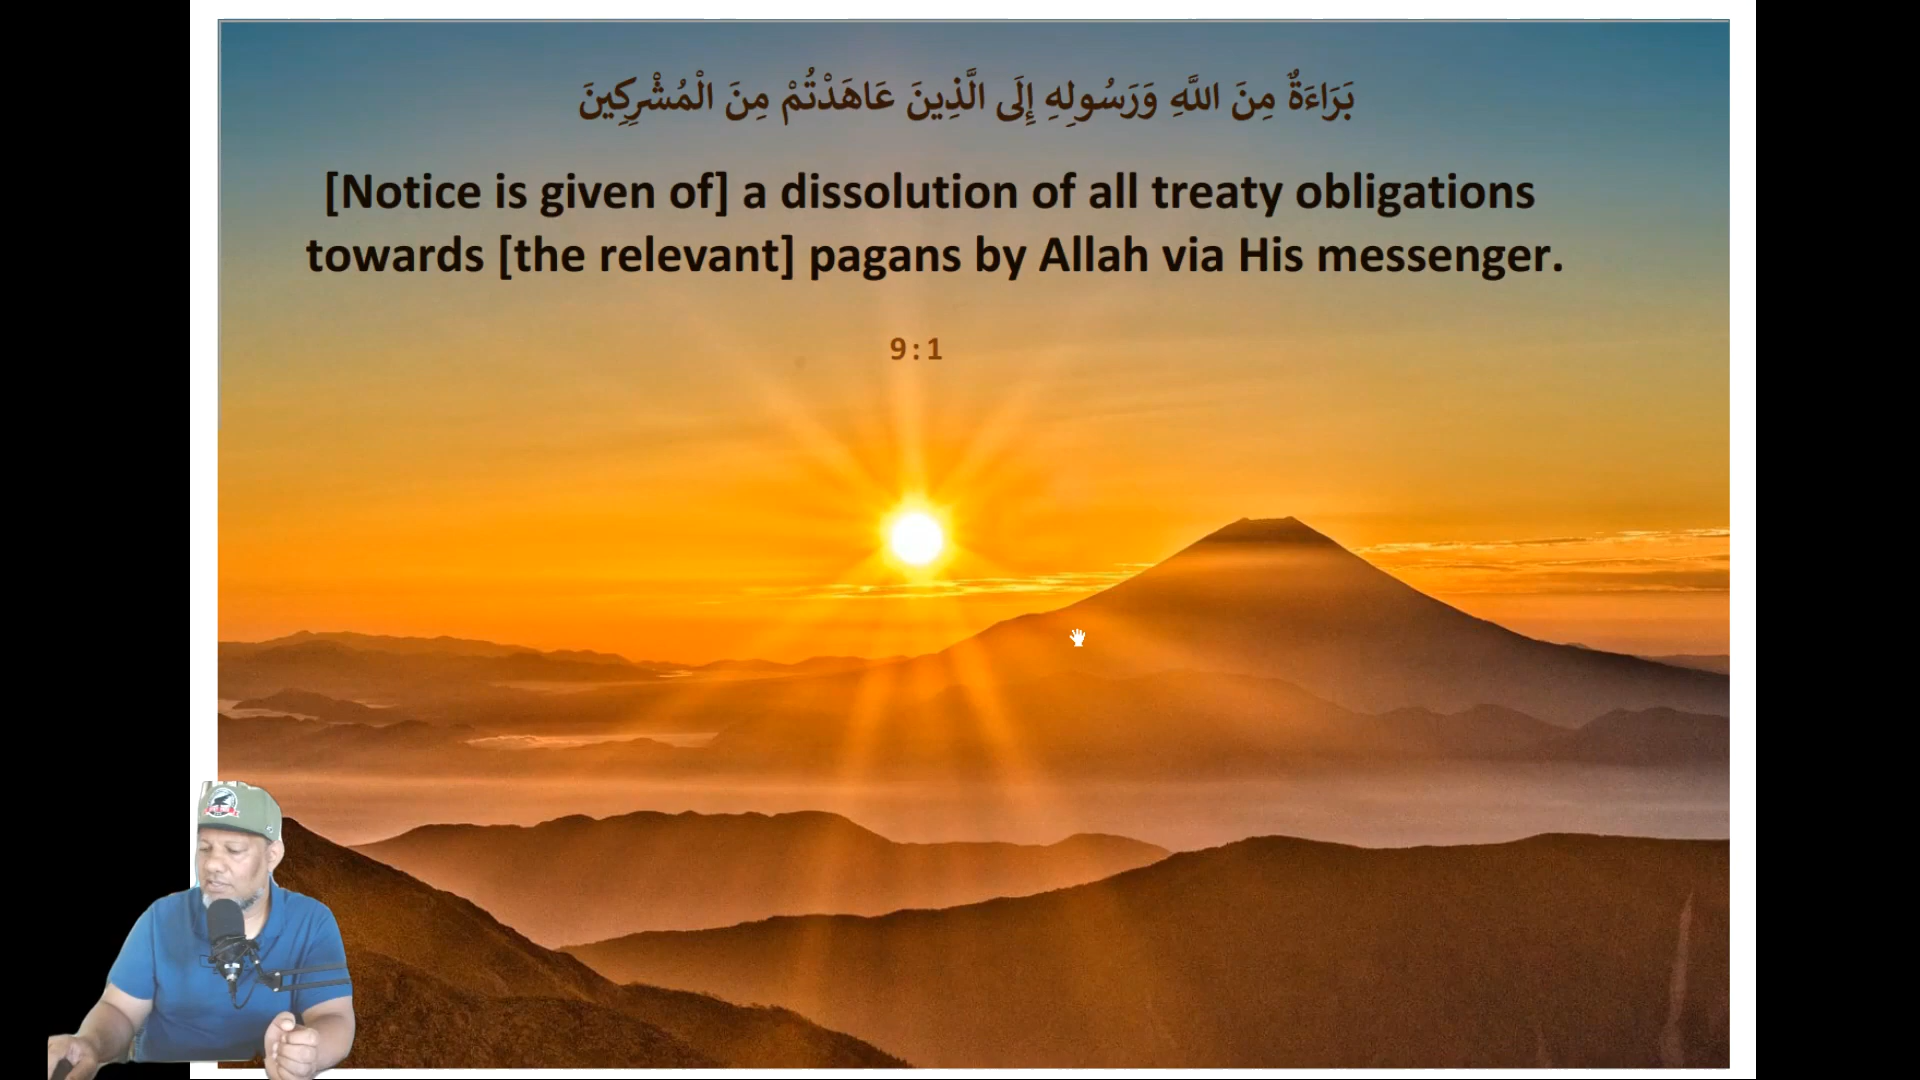 بَرَاءَةٌ مِنَ اللَّهِ وَرَسُولِهِ إِلَى الَّذِينَ عَاهَدْتُمْ مِنَ الْمُشْرِكِينَ
[Notice is given of] a dissolution of all treaty obligations
towards [the relevant] pagans by Allah via His messenger.
9:1